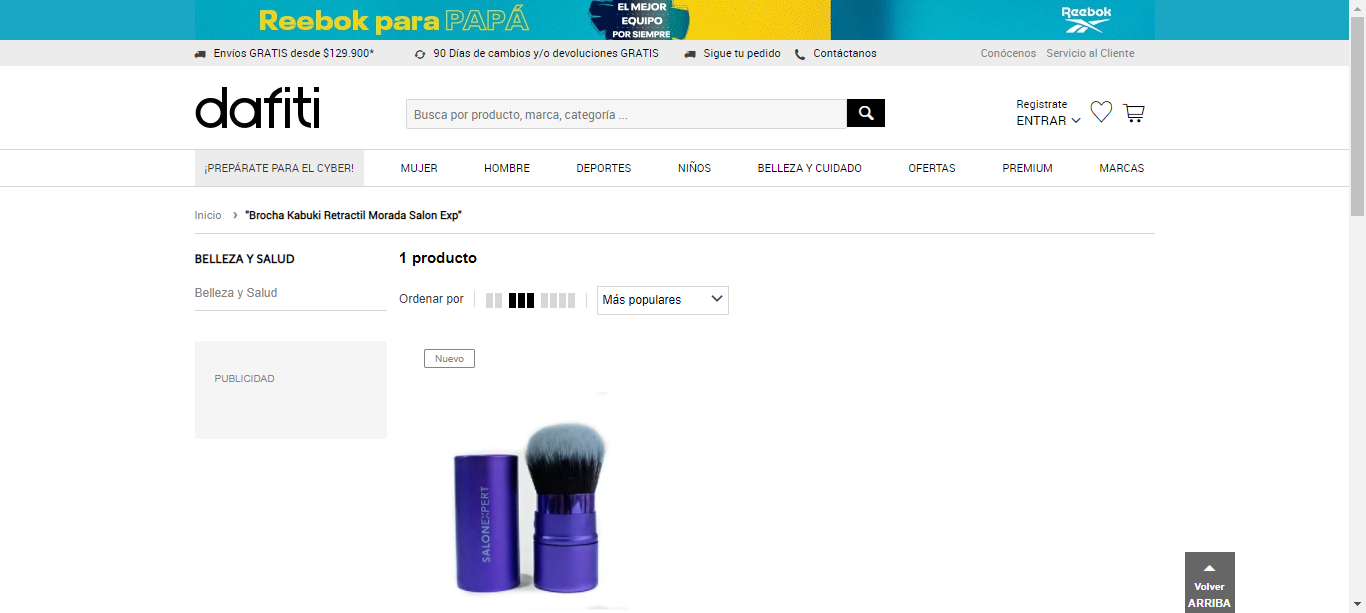 Reebok para PAPÁ
EL MEJOR
EQUIPO
POR SIEMPRE
Reebok
Envíos GRATIS desde $129.900* 90 Días de cambios y/o devoluciones GRATIS Sigue tu pedido Contáctanos Conócenos Servicio al Cliente
dafiti
Busca por producto, marca, categoría ...
Registrate
ENTRAR
¡PREPÁRATE PARA EL CYBER! MUJER HOMBRE DEPORTES NIÑOS BELLEZA Y CUIDADO OFERTAS PREMIUM MARCAS
Inicio › "Brocha Kabuki Retractil Morada Salon Exp"
BELLEZA Y SALUD
Belleza y Salud
PUBLICIDAD
1 producto
Ordenar por Más populares
Nuevo
SALONEXPERT
Volver
ARRIBA